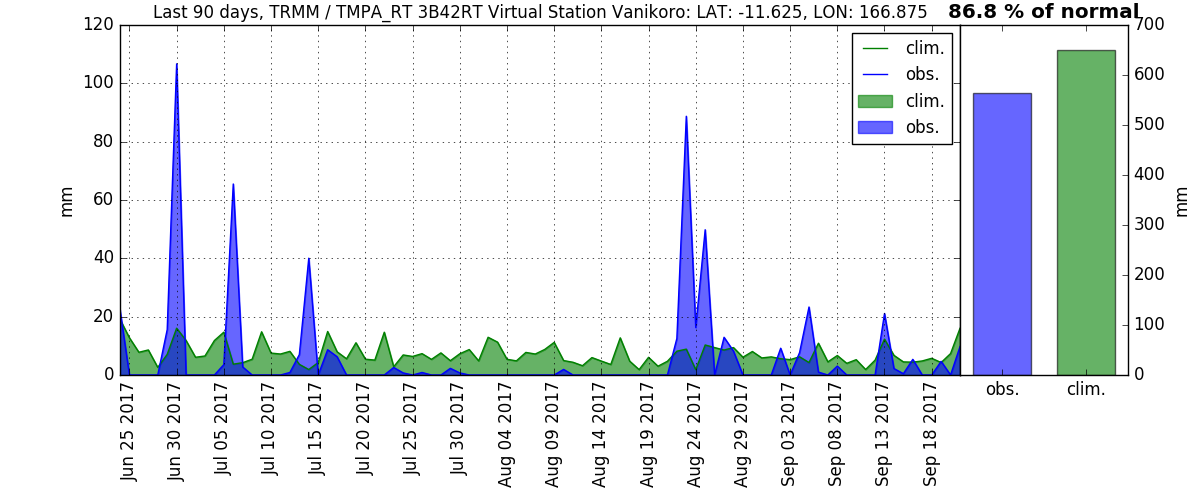 Last 90 days, TRMM / TMPA_RT 3B42RT Virtual Station Vanikoro: LAT: -11.625, LON: 166.875
86.8 % of normal
120
100
80
60
40
20
0
mm
clim.
obs.
clim.
obs.
Jun 25 2017
Jun 30 2017
Jul 05 2017
Jul 10 2017
Jul 15 2017
Jul 20 2017
Jul 25 2017
Jul 30 2017
Aug 04 2017
Aug 09 2017
Aug 14 2017
Aug 19 2017
Aug 24 2017
Aug 29 2017
Sep 03 2017
Sep 08 2017
Sep 13 2017
Sep 18 2017
700
600
500
400
300
200
100
0
mm
obs.
clim.